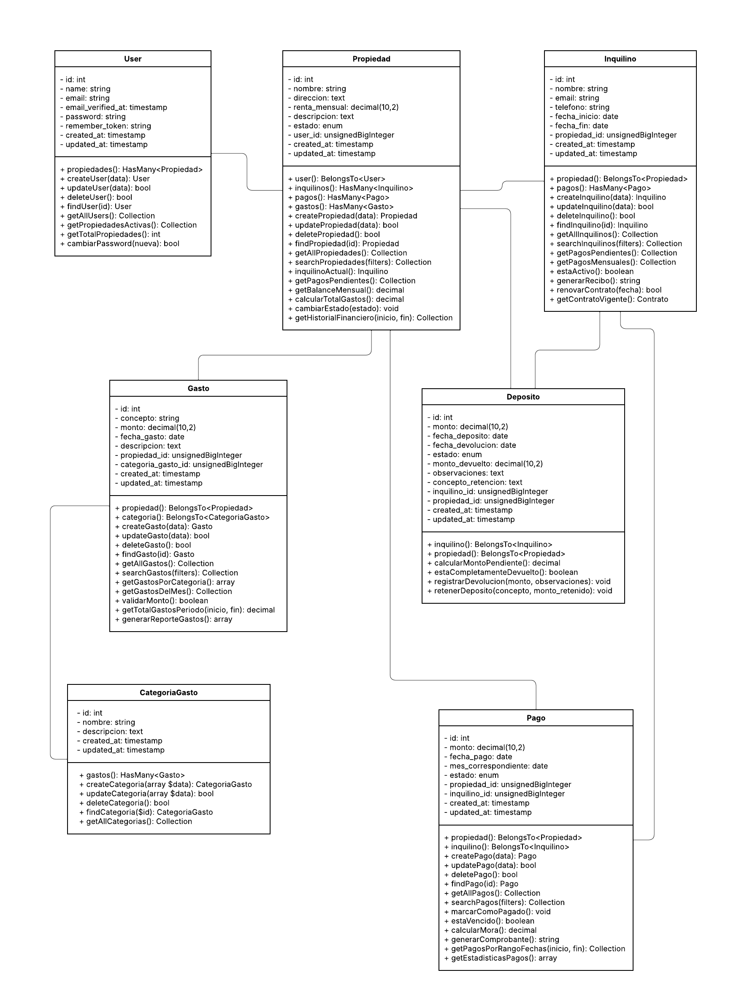 User
- id: int
- name: string
- email: string
- email_verified_at: timestamp
- password: string
- remember_token: string
- created_at: timestamp
- updated_at: timestamp
+ propiedades(): HasMany<Propiedad>
+ createUser(data): User
+ updateUser(data): bool
+ deleteUser(): bool
+ findUser(id): User
+ getAllUsers(): Collection
+ getPropiedadesActivas(): Collection
+ getTotalPropiedades(): int
+ cambiarPassword(nueva): bool
Propiedad
- id: int
- nombre: string
- direccion: text
- renta_mensual: decimal(10,2)
- descripcion: text
- estado: enum
- user_id: unsignedBigInteger
- created_at: timestamp
- updated_at: timestamp
+ user(): BelongsTo<User>
+ inquilinos(): HasMany<Inquilino>
+ pagos(): HasMany<Pago>
+ gastos(): HasMany<Gasto>
+ createPropiedad(data): Propiedad
+ updatePropiedad(data): bool
+ deletePropiedad(): bool
+ findPropiedad(id): Propiedad
+ getAllPropiedades(): Collection
+ searchPropiedades(filters): Collection
+ inquilinoActual(): Inquilino
+ getPagosPendientes(): Collection
+ getBalanceMensual(): decimal
+ calcularTotalGastos(): decimal
+ cambiarEstado(estado): void
+ getHistorialFinanciero(inicio, fin): Collection
Inquilino
- id: int
- nombre: string
- email: string
- telefono: string
- fecha_inicio: date
- fecha_fin: date
- propiedad_id: unsignedBigInteger
- created_at: timestamp
- updated_at: timestamp
+ propiedad(): BelongsTo<Propiedad>
+ pagos(): HasMany<Pago>
+ createInquilino(data): Inquilino
+ updateInquilino(data): bool
+ deleteInquilino(): bool
+ findInquilino(id): Inquilino
+ getAllInquilinos(): Collection
+ searchInquilinos(filters): Collection
+ getPagosPendientes(): Collection
+ getPagosMensuales(): Collection
+ estaActivo(): boolean
+ generarRecibo(): string
+ renovarContrato(fecha): bool
+ getContratoVigente(): Contrato
Gasto
- id: int
- concepto: string
- monto: decimal(10,2)
- fecha_gasto: date
- descripcion: text
- propiedad_id: unsignedBigInteger
- categoria_gasto_id: unsignedBigInteger
- created_at: timestamp
- updated_at: timestamp
+ propiedad(): BelongsTo<Propiedad>
+ categoria(): BelongsTo<CategoriaGasto>
+ createGasto(data): Gasto
+ updateGasto(data): bool
+ deleteGasto(): bool
+ findGasto(id): Gasto
+ getAllGastos(): Collection
+ searchGastos(filters): Collection
+ getGastosPorCategoria(): array
+ getGastosDelMes(): Collection
+ validarMonto(): boolean
+ getTotalGastosPeriodo(inicio, fin): decimal
+ generarReporteGastos(): array
Deposito
- id: int
- monto: decimal(10,2)
- fecha_deposito: date
- fecha_devolucion: date
- estado: enum
- monto_devuelto: decimal(10,2)
- observaciones: text
- concepto_retencion: text
- inquilino_id: unsignedBigInteger
- propiedad_id: unsignedBigInteger
- created_at: timestamp
- updated_at: timestamp
+ inquilino(): BelongsTo<Inquilino>
+ propiedad(): BelongsTo<Propiedad>
+ calcularMontoPendiente(): decimal
+ estaCompletamenteDevuelto(): boolean
+ registrarDevolucion(monto, observaciones): void
+ retenerDeposito(concepto, monto_retenido): void
CategoriaGasto
- id: int
- nombre: string
- descripcion: text
- created_at: timestamp
- updated_at: timestamp
+ gastos(): HasMany<Gasto>
+ createCategoria(array $data): CategoriaGasto
+ updateCategoria(array $data): bool
+ deleteCategoria(): bool
+ findCategoria($id): CategoriaGasto
+ getAllCategorias(): Collection
Pago
- id: int
- monto: decimal(10,2)
- fecha_pago: date
- mes_correspondiente: date
- estado: enum
- propiedad_id: unsignedBigInteger
- inquilino_id: unsignedBigInteger
- created_at: timestamp
- updated_at: timestamp
+ propiedad(): BelongsTo<Propiedad>
+ inquilino(): BelongsTo<Inquilino>
+ createPago(data): Pago
+ updatePago(data): bool
+ deletePago(): bool
+ findPago(id): Pago
+ getAllPagos(): Collection
+ searchPagos(filters): Collection
+ marcarComoPagado(): void
+ estaVencido(): boolean
+ calcularMora(): decimal
+ generarComprobante(): string
+ getPagosPorRangoFechas(inicio, fin): Collection
+ getEstadisticasPagos(): array